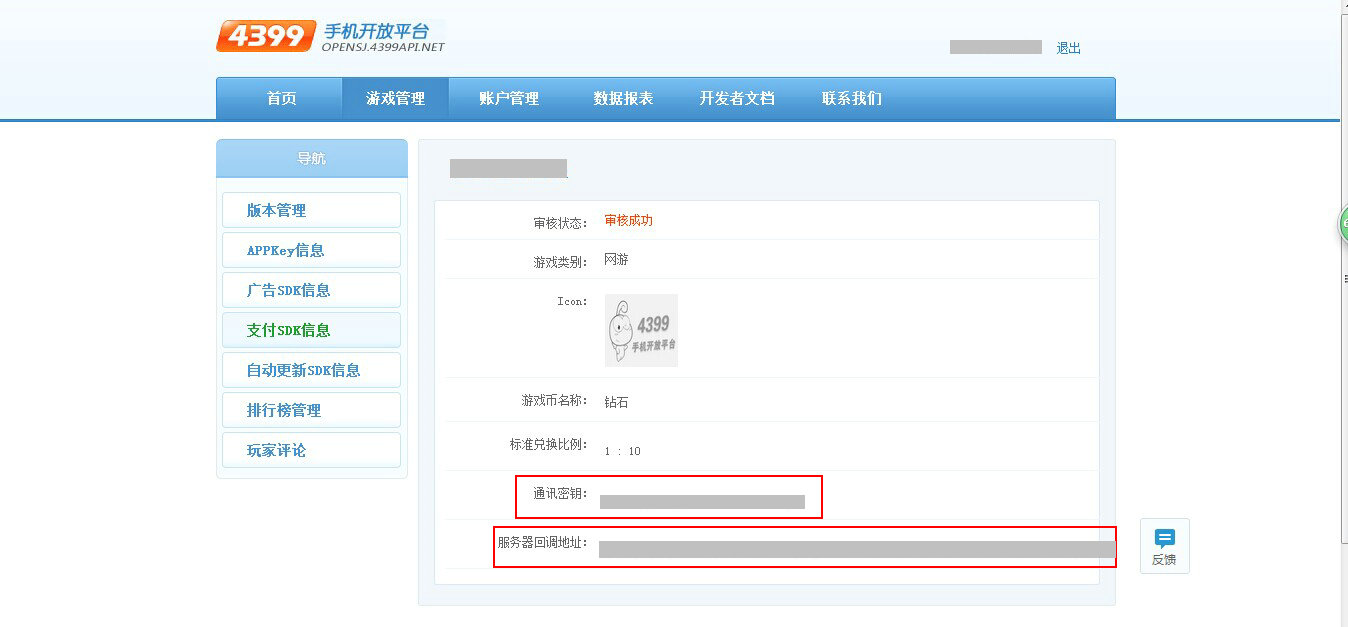 4399 手机开放平台
OPENSJ.4399API.NET
退出
首页 游戏管理 账户管理 数据报表 开发者文档 联系我们
导航
版本管理
APPKey信息
广告SDK信息
支付SDK信息
自动更新SDK信息
排行榜管理
玩家评论
审核状态: 审核成功
游戏类别: 网游
Icon:
4399
手机开放平台
游戏币名称: 钻石
标准兑换比例: 1 : 10
通讯密钥:
服务器回调地址:
反馈